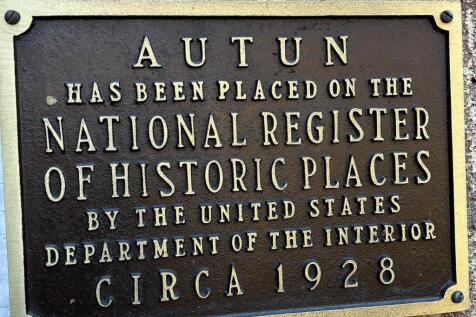 AUTUN
HAS BEEN PLACED ON THE
NATIONAL REGISTER
OF HISTORIC PLACES
BY THE UNITED STATES
DEPARTMENT OF THE INTERIOR
CIRCA 1928